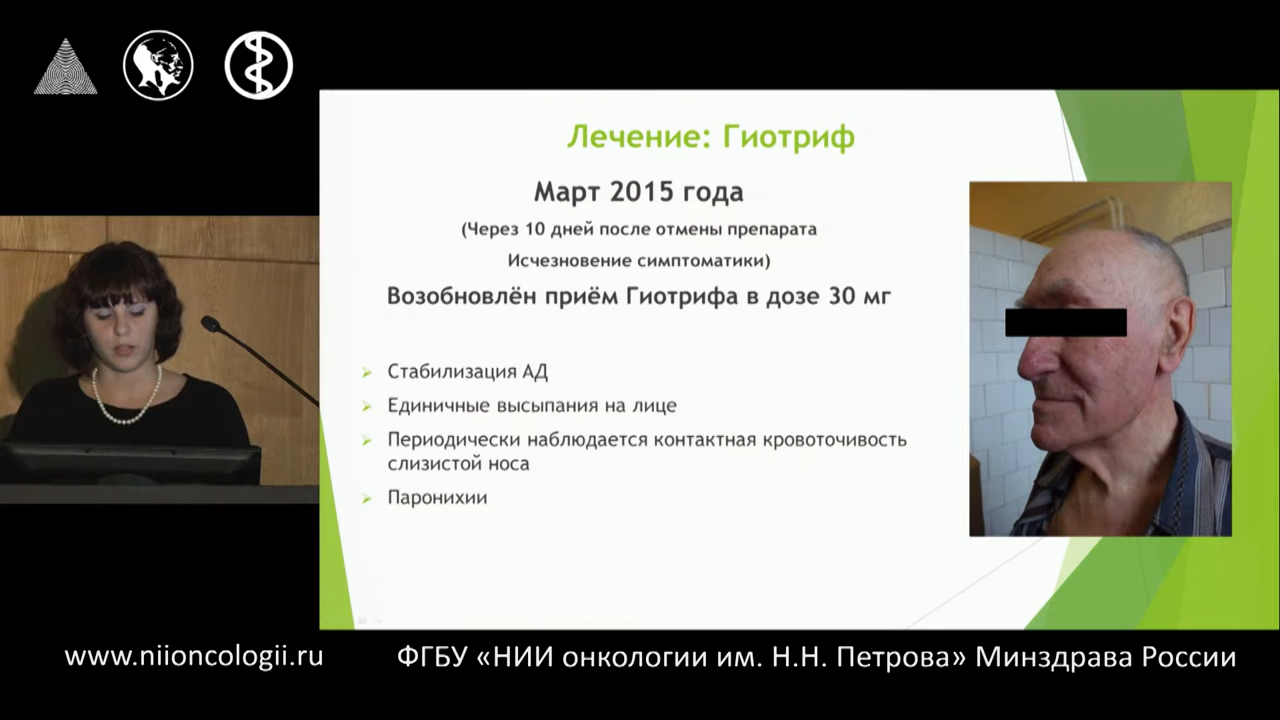 Лечение: Гиотриф
Март 2015 года
(Через 10 дней после отмены препарата
Исчезновение симптоматики)
Возобновлён приём Гиотрифа в дозе 30 мг
Стабилизация АД
Единичные высыпания на лице
Периодически наблюдается контактная кровоточивость
слизистой носа
Паронихии
www.niioncologii.ru
ФГБУ «НИИ онкологии им. Н.Н. Петрова» Минздрава России